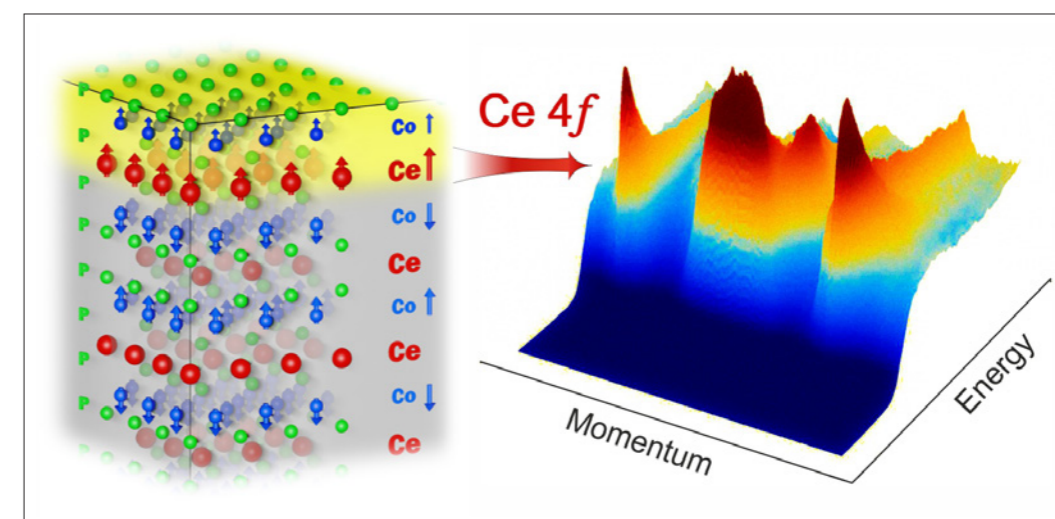 P
Co ↑
P
Ce ↑
P
Co ↓
P
Ce
P
Co ↑
P
Ce
P
Co ↓
P
Ce
Ce 4f
Momentum
Energy